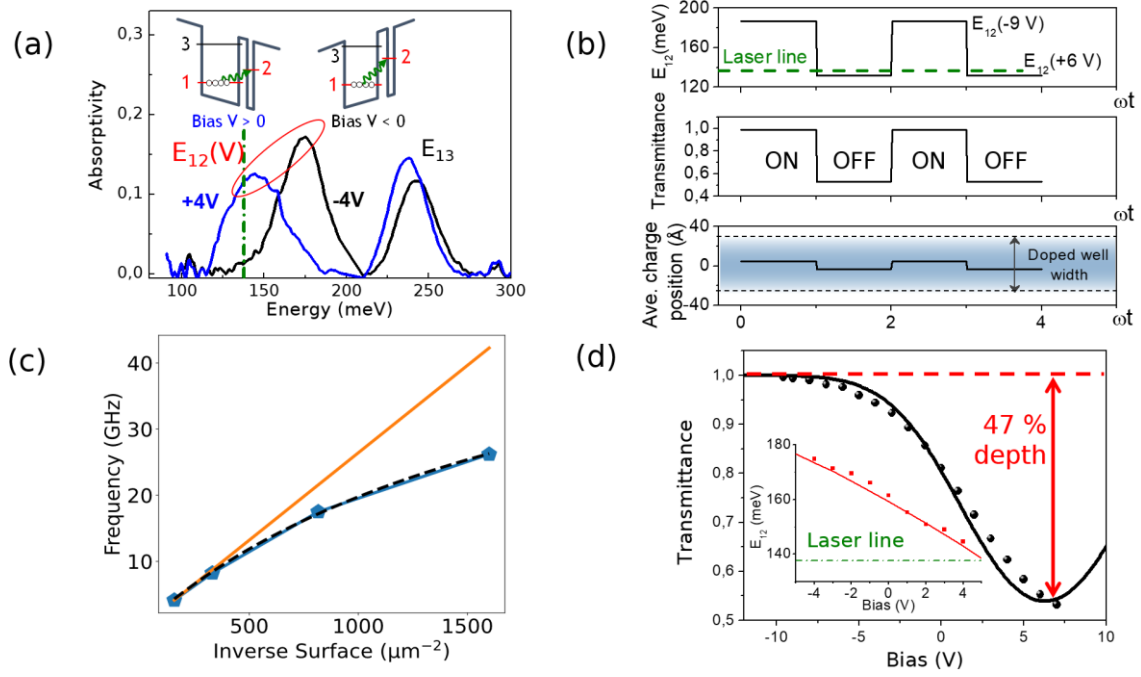 (a)
0,3
0,2
0,1
0,0
Absorptivity
3
1
2
Bias V > 0
3
1
2
Bias V < 0
E12(V)
+4V
-4V
E13
100 150 200 250 300
Energy (meV)
(b)
E12(meV)
200
160
120
Laser line
E12(-9 V)
E12(+6 V)
ωt
Transmittance
1,0
0,8
0,6
0,4
ON OFF ON OFF
ωt
Ave. charge
position (Å)
40
0
-40
Doped well
width
0 2 4
ωt
(c)
Frequency (GHz)
40
30
20
10
500 1000 1500
Inverse Surface (μm⁻²)
(d)
Transmittance
1,0
0,9
0,8
0,7
0,6
0,5
47 %
depth
E12 (meV)
180
160
140
Laser line
-4 -2 0 2 4
Bias (V)
-10 -5 0 5 10
Bias (V)